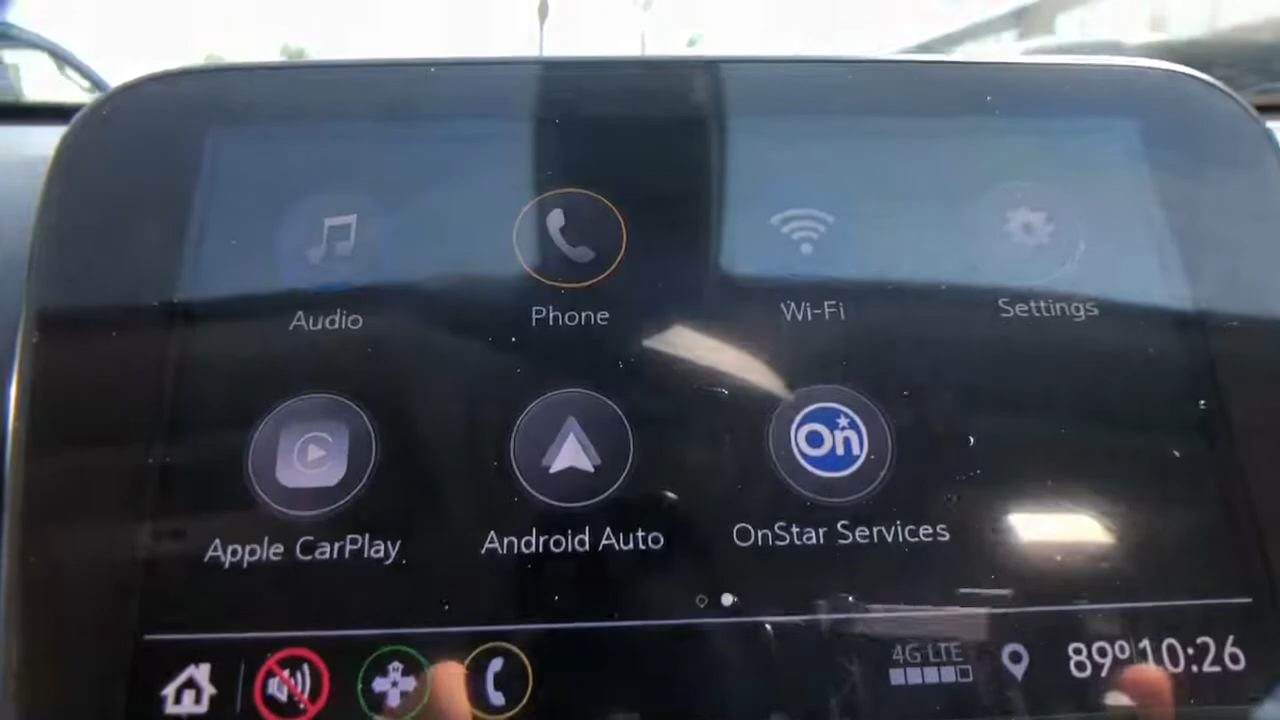 Audio Phone Wi-Fi Settings
On
Apple CarPlay Android Auto OnStar Services
4G LTE
89° 10:26